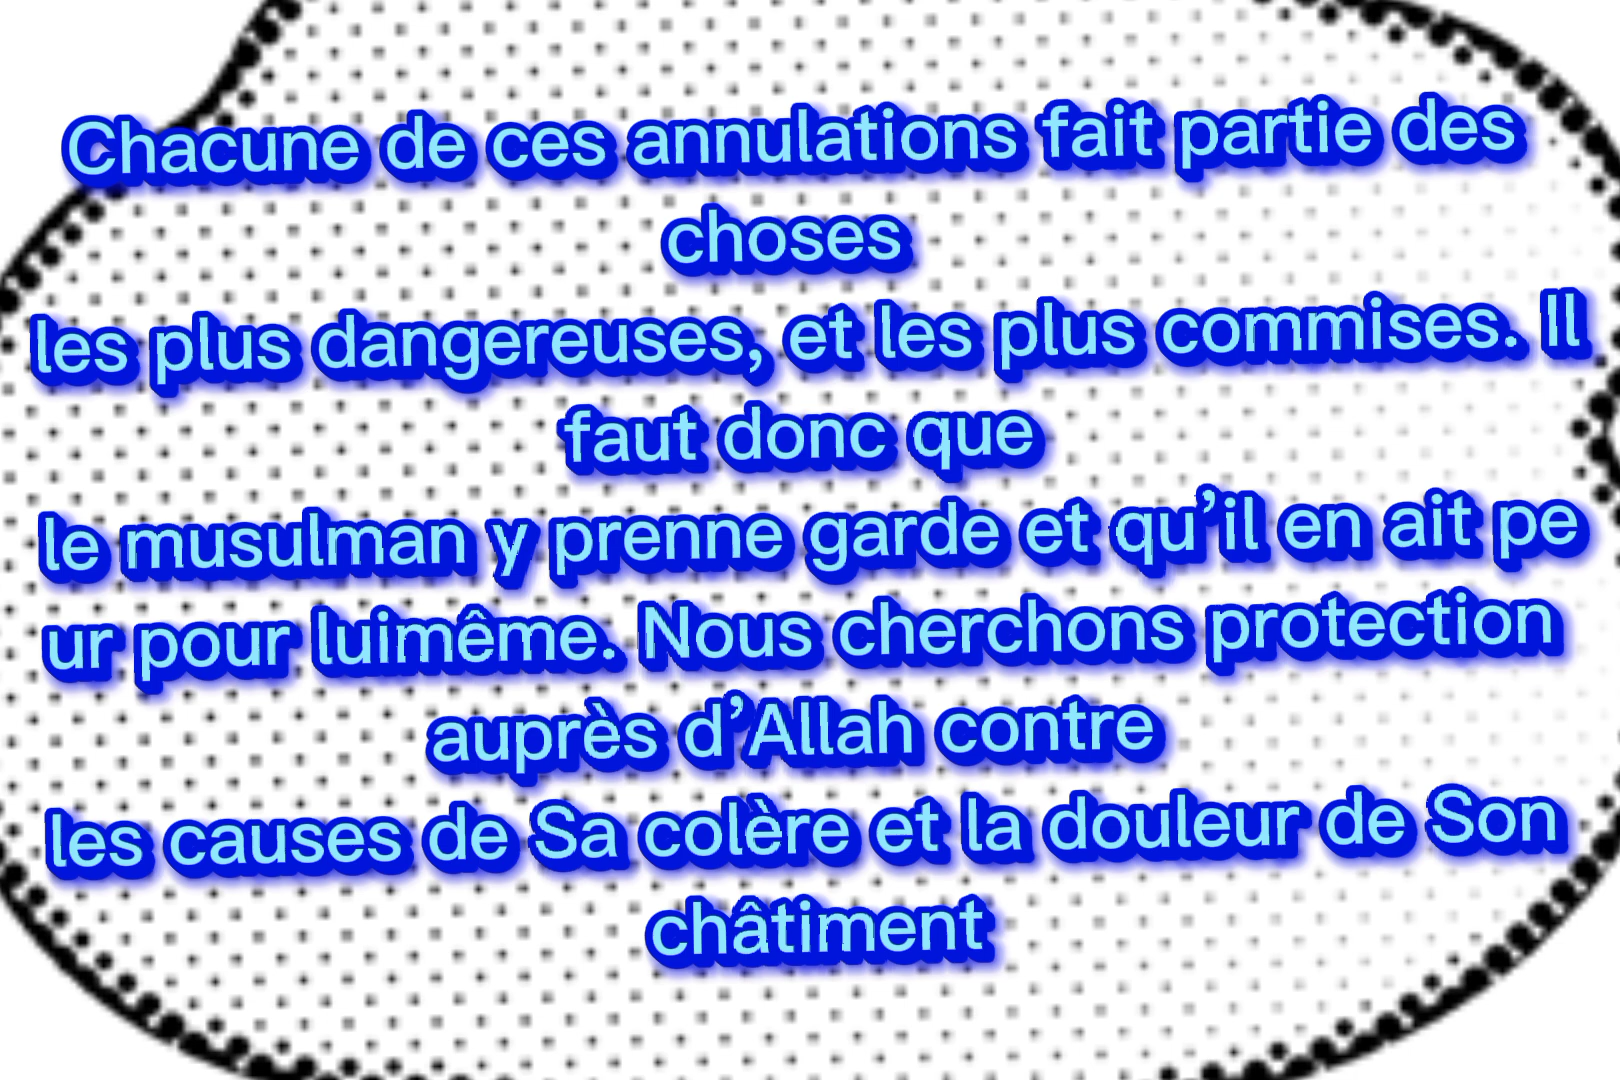 Chacune de ces annulations fait partie des
choses
les plus dangereuses, et les plus commises. Il
faut donc que
le musulman y prenne garde et qu’il en ait pe
ur pour luimême. Nous cherchons protection
auprès d’Allah contre
les causes de Sa colère et la douleur de Son
châtiment